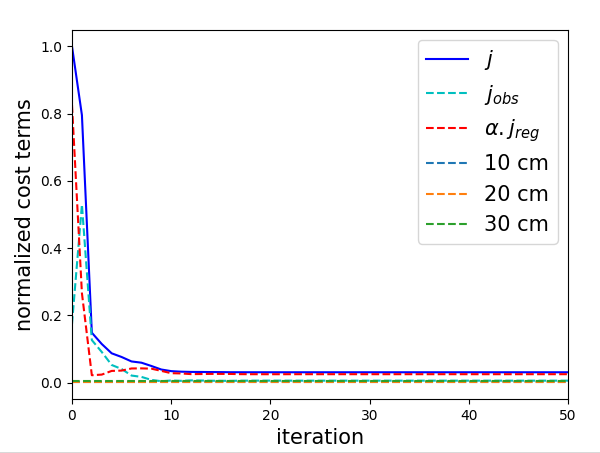 normalized cost terms
1.0
0.8
0.6
0.4
0.2
0.0
j
j_obs
α.j_reg
10 cm
20 cm
30 cm
0 10 20 30 40 50
iteration